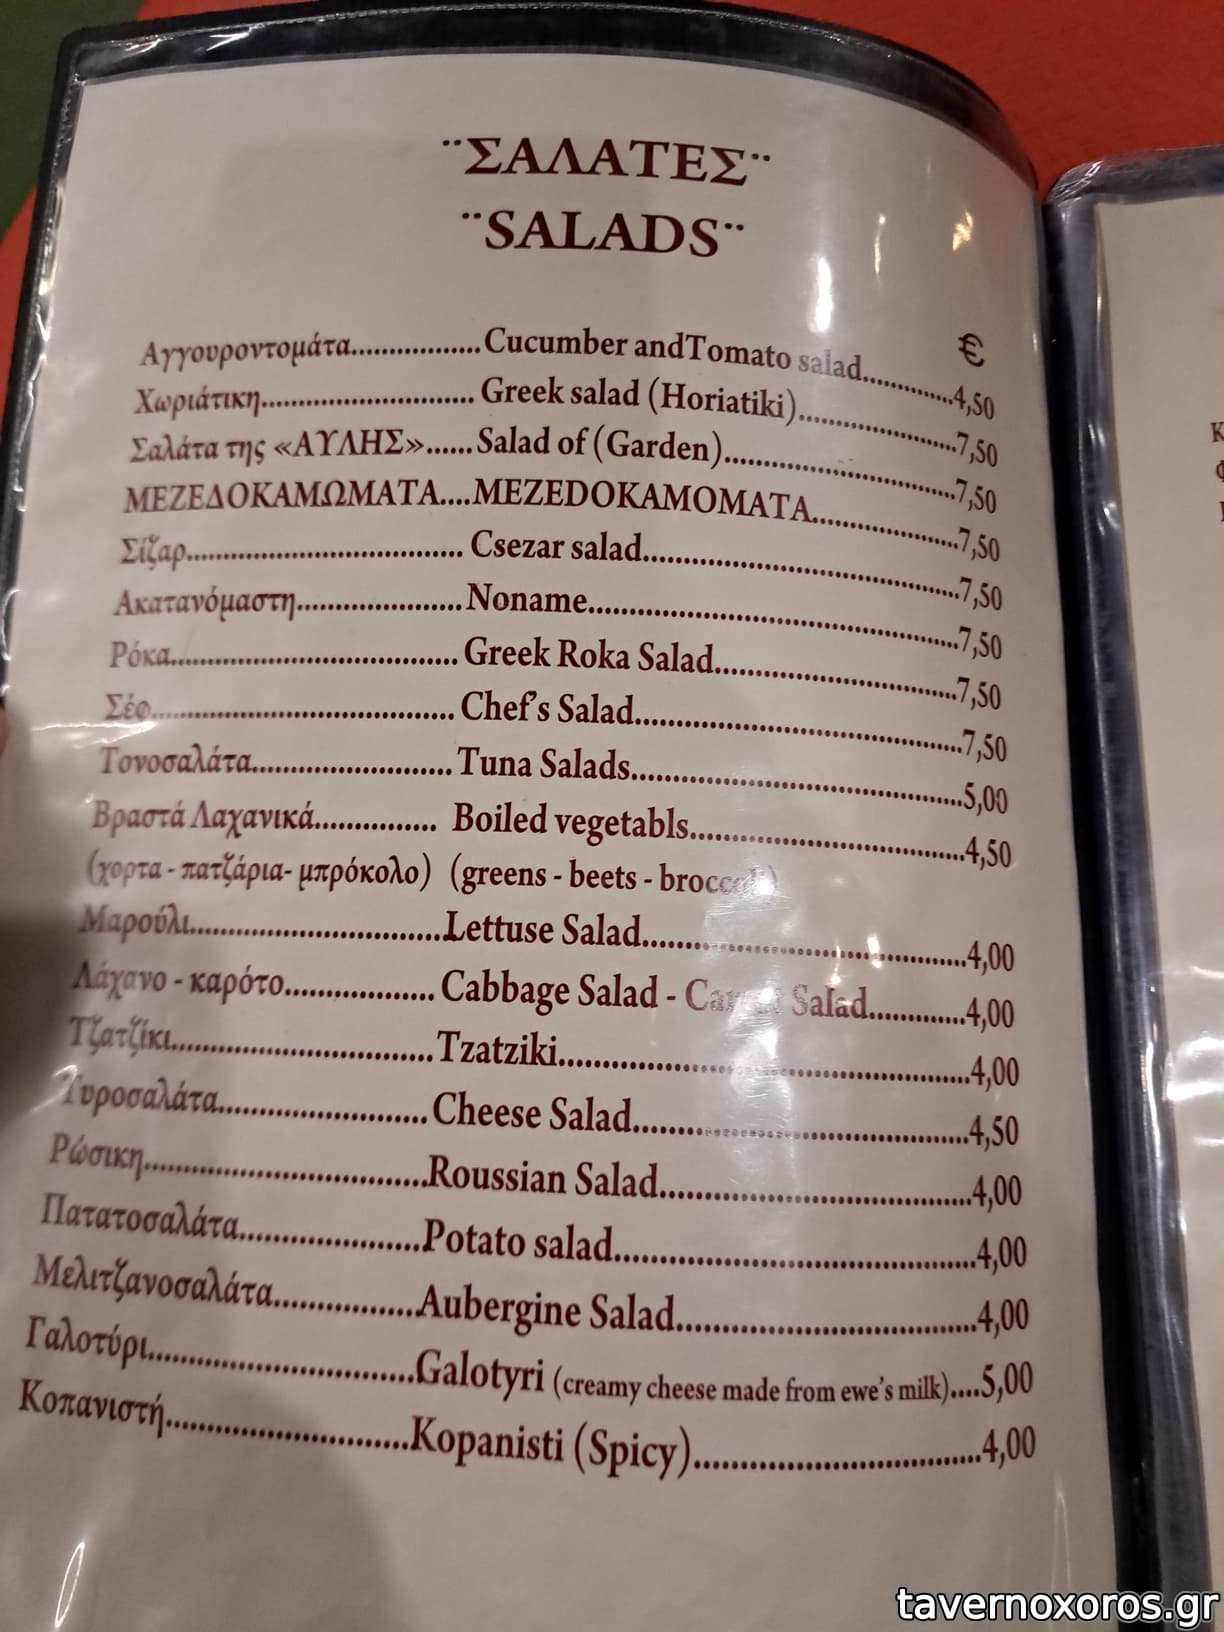 ¨ΣΑΛΑΤΕΣ¨
¨SALADS¨
€
Αγγουροντομάτα.................Cucumber andTomato salad............4,50
Χωριάτικη........................... Greek salad (Horiatiki)....................7,50
Σαλάτα της «ΑΥΛΗΣ»......Salad of (Garden).............................7,50
ΜΕΖΕΔΟΚΑΜΩΜΑΤΑ....MEZEDOKAMOMATA..................7,50
Σίζαρ................................... Csezar salad........................................7,50
Ακατανόμαστη.....................Noname...............................................7,50
Ρόκα..................................... Greek Roka Salad...............................7,50
Σέφ....................................... Chef's Salad.........................................7,50
Τονοσαλάτα......................... Tuna Salads.........................................5,00
Βραστά Λαχανικά............... Boiled vegetabls..................................4,50
(χορτα - πατζάρια- μπρόκολο) (greens - beets - broccoli)
Μαρούλι................................Lettuse Salad........................................4,00
Λάχανο - καρότο.................. Cabbage Salad - Carrot Salad............4,00
Τζατζίκι.................................Tzatziki..................................................4,00
Τυροσαλάτα.......................... Cheese Salad.........................................4,50
Ρώσικη...................................Roussian Salad.....................................4,00
Πατατοσαλάτα......................Potato salad...........................................4,00
Μελιτζανοσαλάτα.................Aubergine Salad...................................4,00
Γαλοτύρι................................Galotyri (creamy cheese made from ewe's milk)....5,00
Κοπανιστή.............................Kopanisti (Spicy).................................4,00
tavernoxoros.gr